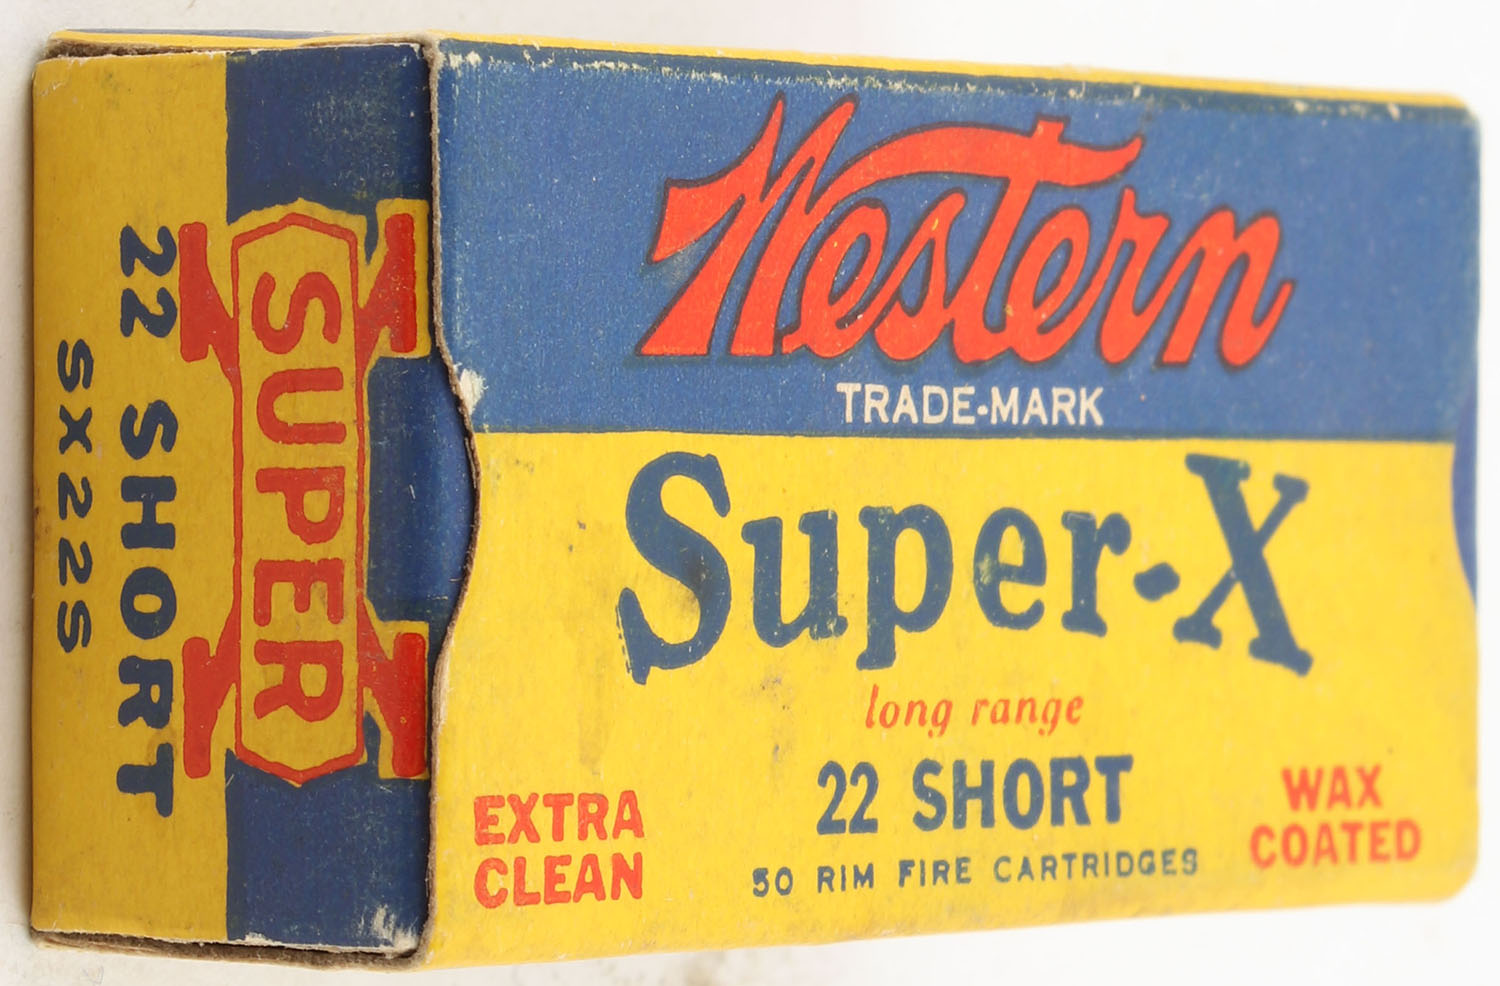 Western
TRADE-MARK
Super-X
long range
22 SHORT
50 RIM FIRE CARTRIDGES
EXTRA
CLEAN
WAX
COATED
SUPER
X
22 SHORT
SX22S